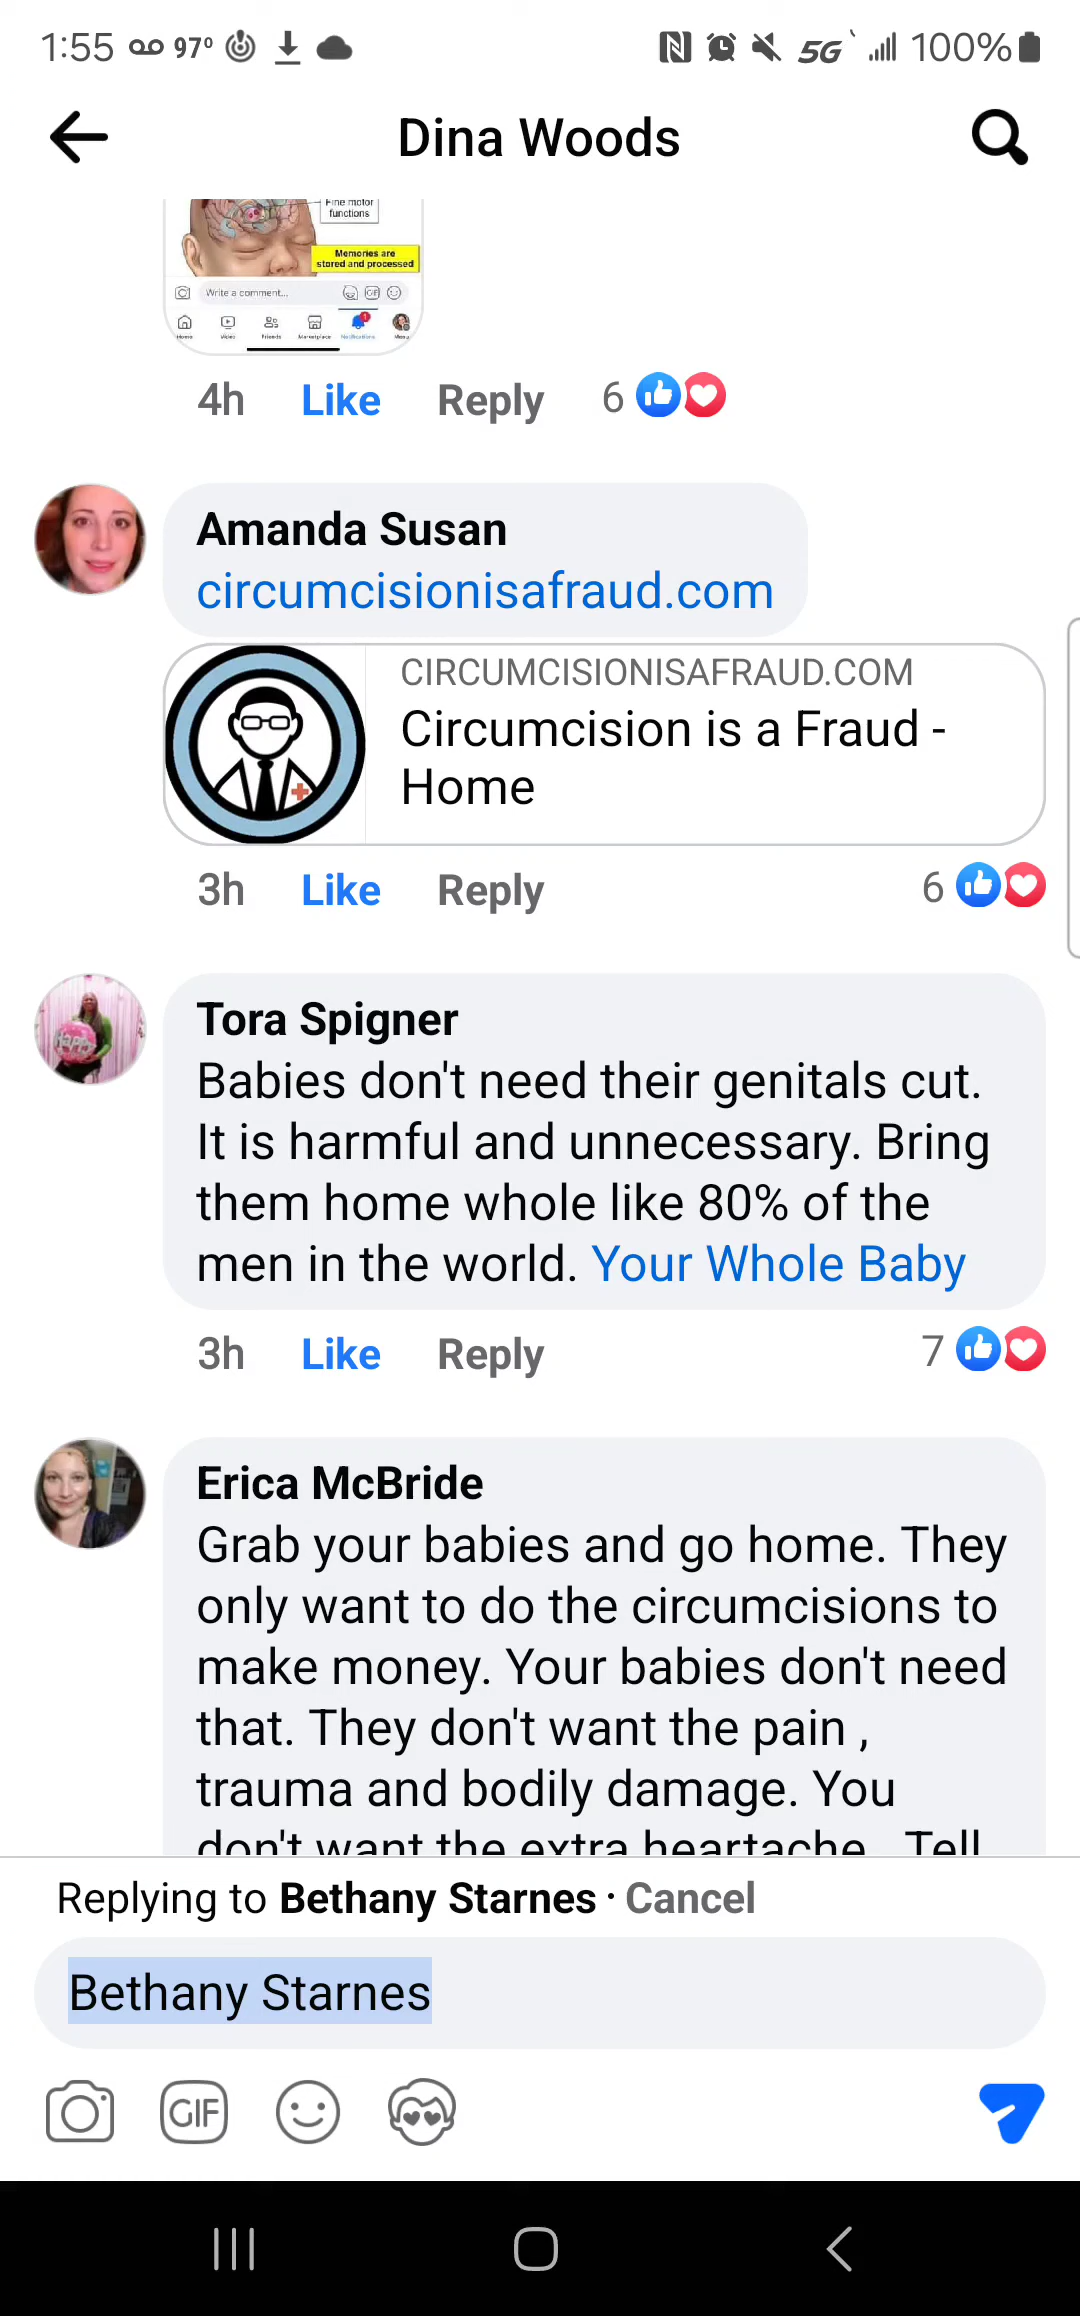 1:55 97° 5G 100%
Dina Woods
Fine motor
functions
Memories are
stored and processed
Write a comment...
GIF
Home Video Friends Marketplace Notifications Menu
1
4h Like Reply 6
Amanda Susan
circumcisionisafraud.com
CIRCUMCISIONISAFRAUD.COM
Circumcision is a Fraud -
Home
3h Like Reply 6
Tora Spigner
Babies don't need their genitals cut.
It is harmful and unnecessary. Bring
them home whole like 80% of the
men in the world. Your Whole Baby
3h Like Reply 7
Erica McBride
Grab your babies and go home. They
only want to do the circumcisions to
make money. Your babies don't need
that. They don't want the pain ,
trauma and bodily damage. You
don't want the extra heartache. Tell
Replying to Bethany Starnes · Cancel
Bethany Starnes
GIF